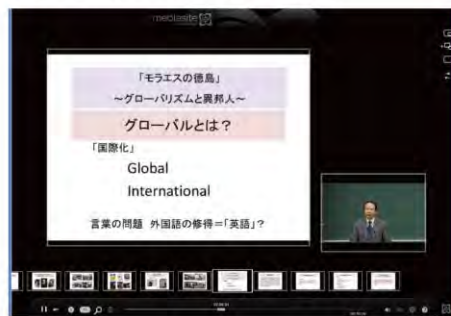 mediasite
「モラエスの徳島」
～グローバリズムと異邦人～
グローバルとは？
「国際化」
Global
International
言葉の問題 外国語の修得＝「英語」？